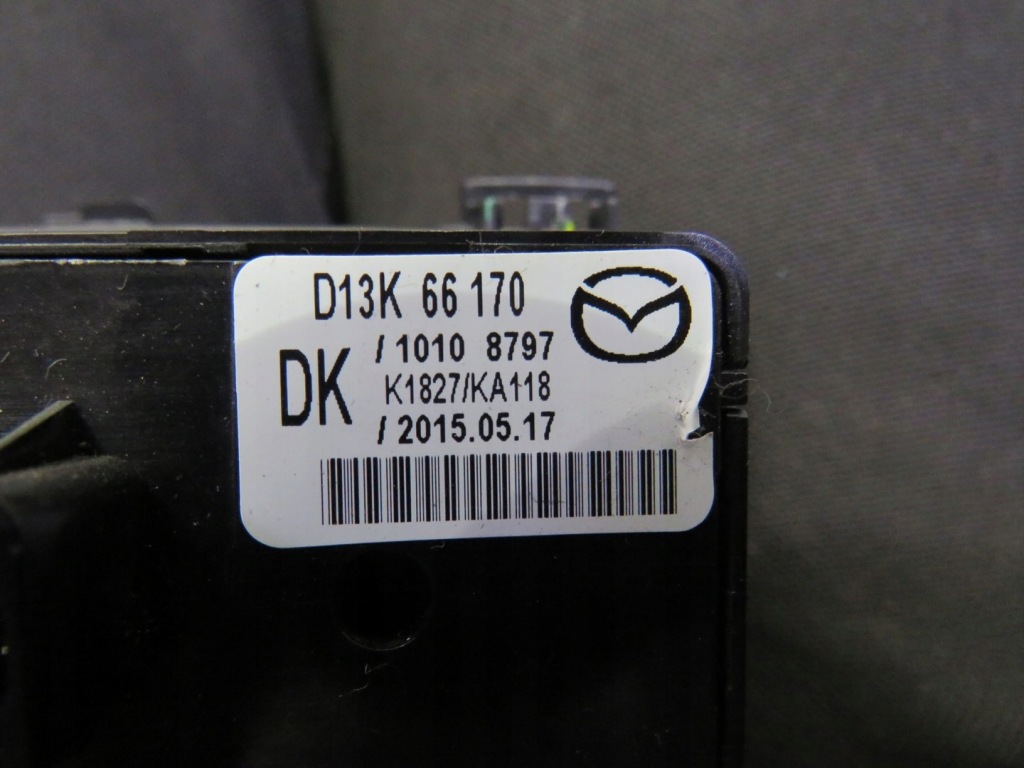 D13K 66 170
/ 1010 8797
DK
K1827/KA118
/ 2015.05.17